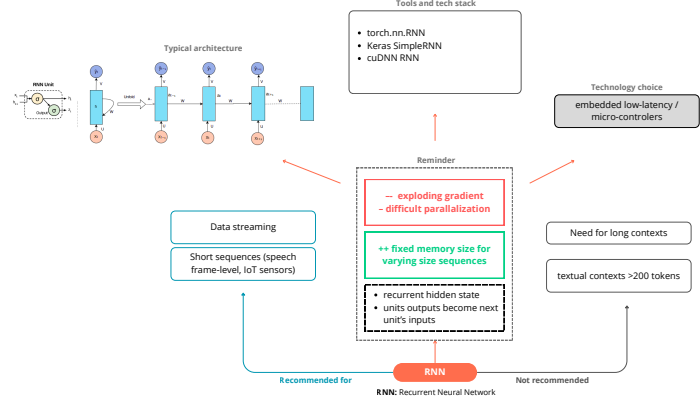 Tools and tech stack
torch.nn.RNN
Keras SimpleRNN
cuDNN RNN
Typical architecture
RNN Unit
Output
Unfold
V
W
U
V
W
U
V
W
U
V
W
U
Technology choice
embedded low-latency /
micro-controlers
Reminder
-- exploding gradient
– difficult parallalization
++ fixed memory size for
varying size sequences
recurrent hidden state
units outputs become next
unit's inputs
Data streaming
Short sequences (speech
frame-level, IoT sensors)
Need for long contexts
textual contexts >200 tokens
RNN
Recommended for
Not recommended
RNN: Recurrent Neural Network